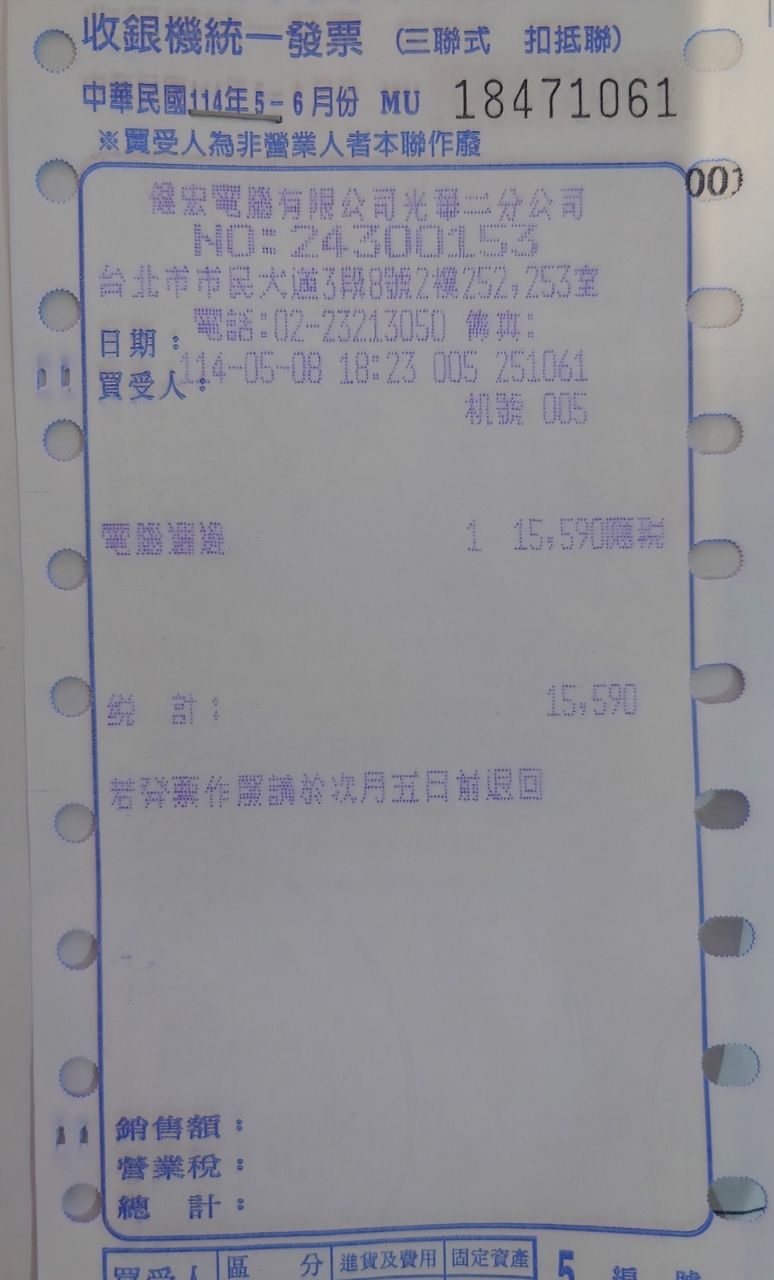 收銀機統一發票 (三聯式 扣抵聯)
中華民國114年5-6月份 MU 18471061
※買受人為非營業人者本聯作廢
001
宏電腦有限公司光華二分公司
NO:24300153
台北市市民大道3段8號2樓252,253室
電話:02-23213050 傳真:
日期：
114-05-08 18:23 005 251061
買受人：
机號 005
電腦週邊 1 15,590應稅
總 計： 15,590
若發票作廢請於次月五日前退回
銷售額：
營業稅：
總 計：
買受人 區 分 進貨及費用 固定資產 5 編號